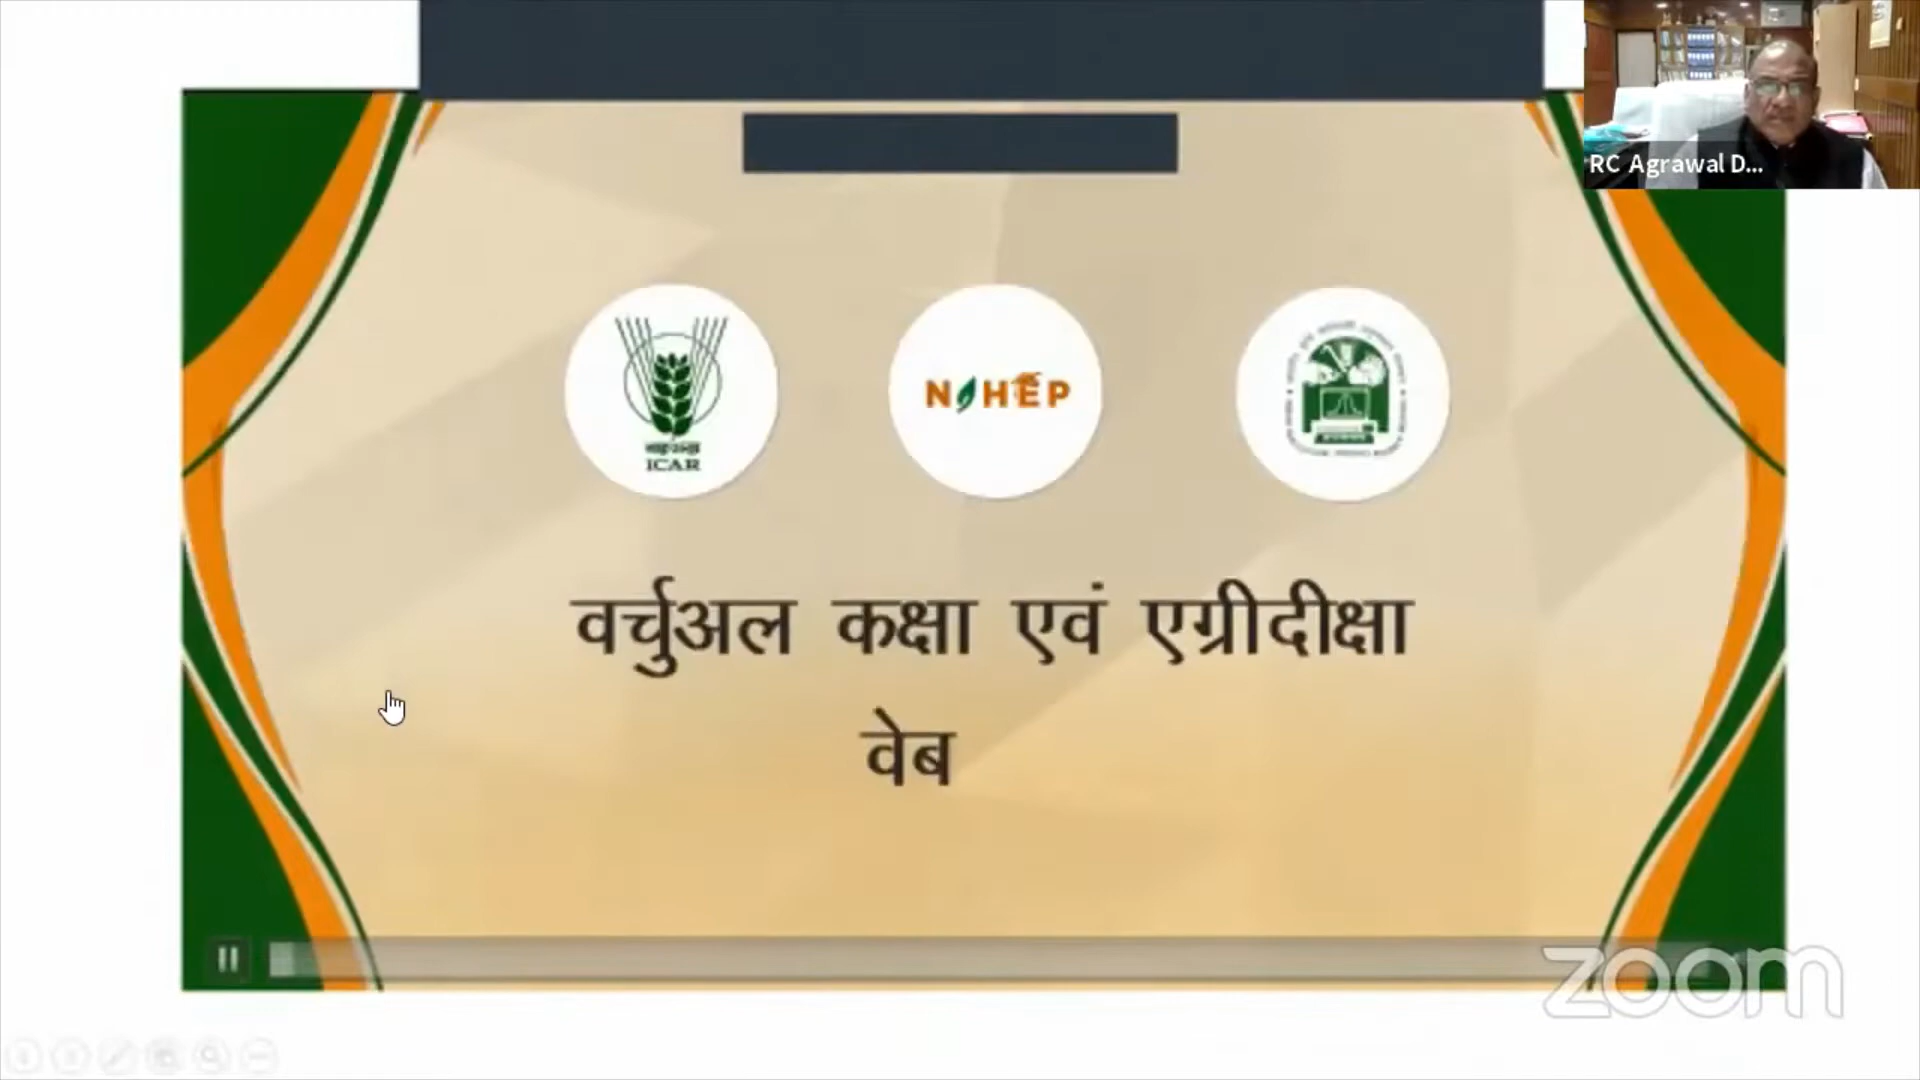 RC Agrawal D...
ICAR
NAHEP
वर्चुअल कक्षा एवं एग्रीदीक्षा
वेब
zoom